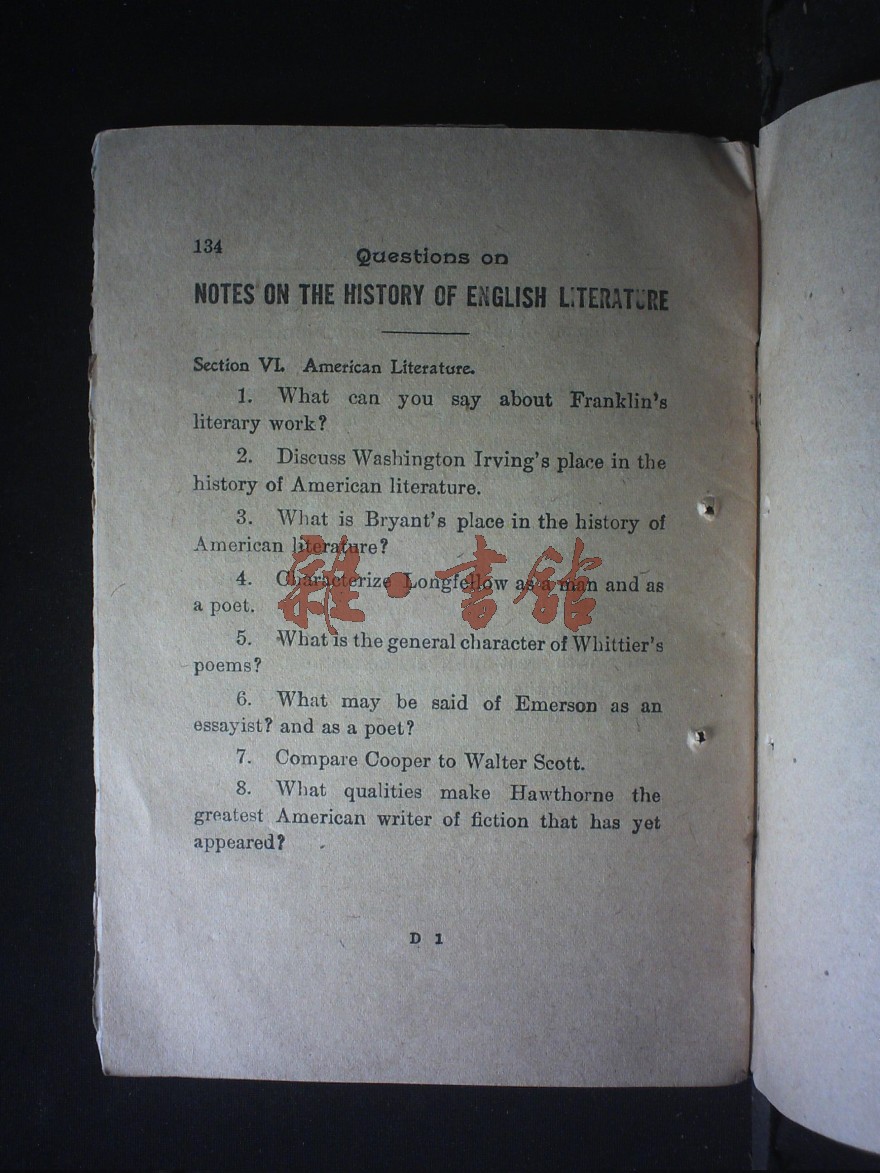 134
Questions on
NOTES ON THE HISTORY OF ENGLISH LITERATURE
Section VI. American Literature.
1. What can you say about Franklin's
literary work?
2. Discuss Washington Irving's place in the
history of American literature.
3. What is Bryant's place in the history of
American literature?
4. Characterize Longfellow as a man and as
a poet.
雜·書館
5. What is the general character of Whittier's
poems?
6. What may be said of Emerson as an
essayist? and as a poet?
7. Compare Cooper to Walter Scott.
8. What qualities make Hawthorne the
greatest American writer of fiction that has yet
appeared?
D 1